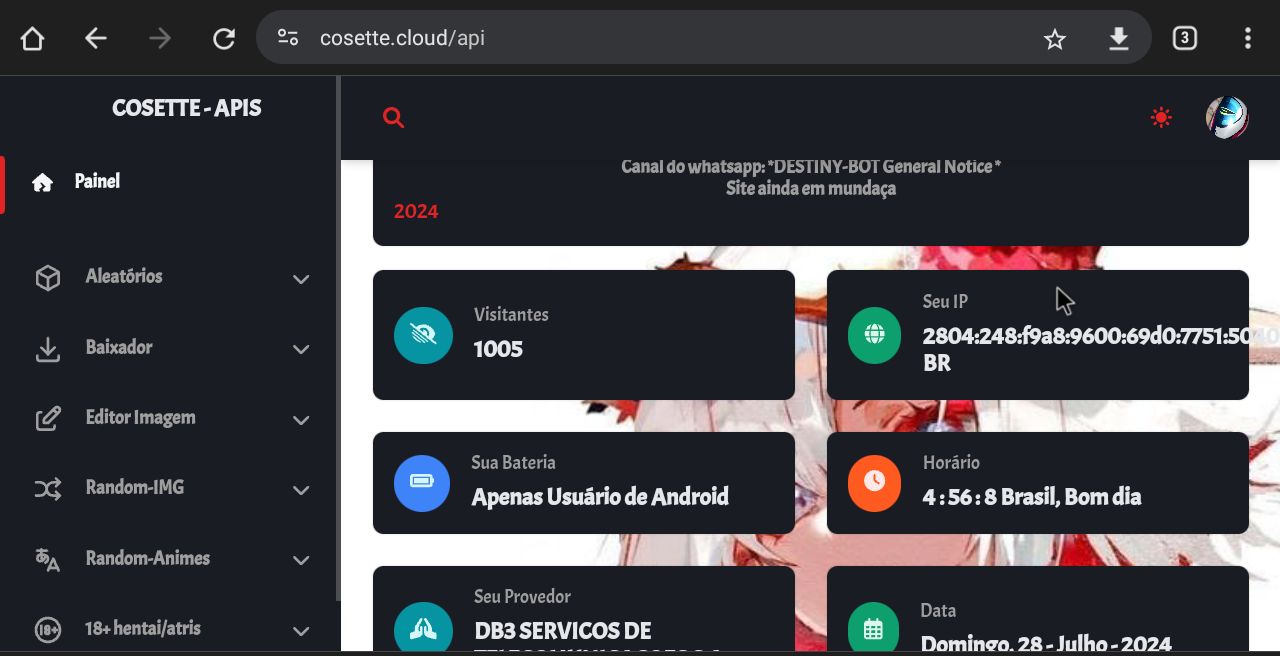 3
cosette.cloud/api
COSETTE - APIS
Painel
Aleatórios
Baixador
Editor Imagem
Random-IMG
Random-Animes
18+ hentai/atris
Canal do whatsapp: *DESTINY-BOT General Notice *
Site ainda em mundaça
2024
Visitantes
1005
Seu IP
2804:248:f9a8:9600:69d0:7751:5040
BR
Sua Bateria
Apenas Usuário de Android
Horário
4 : 56 : 8 Brasil, Bom dia
Seu Provedor
DB3 SERVICOS DE
Data
Domingo, 28 - Julho - 2024